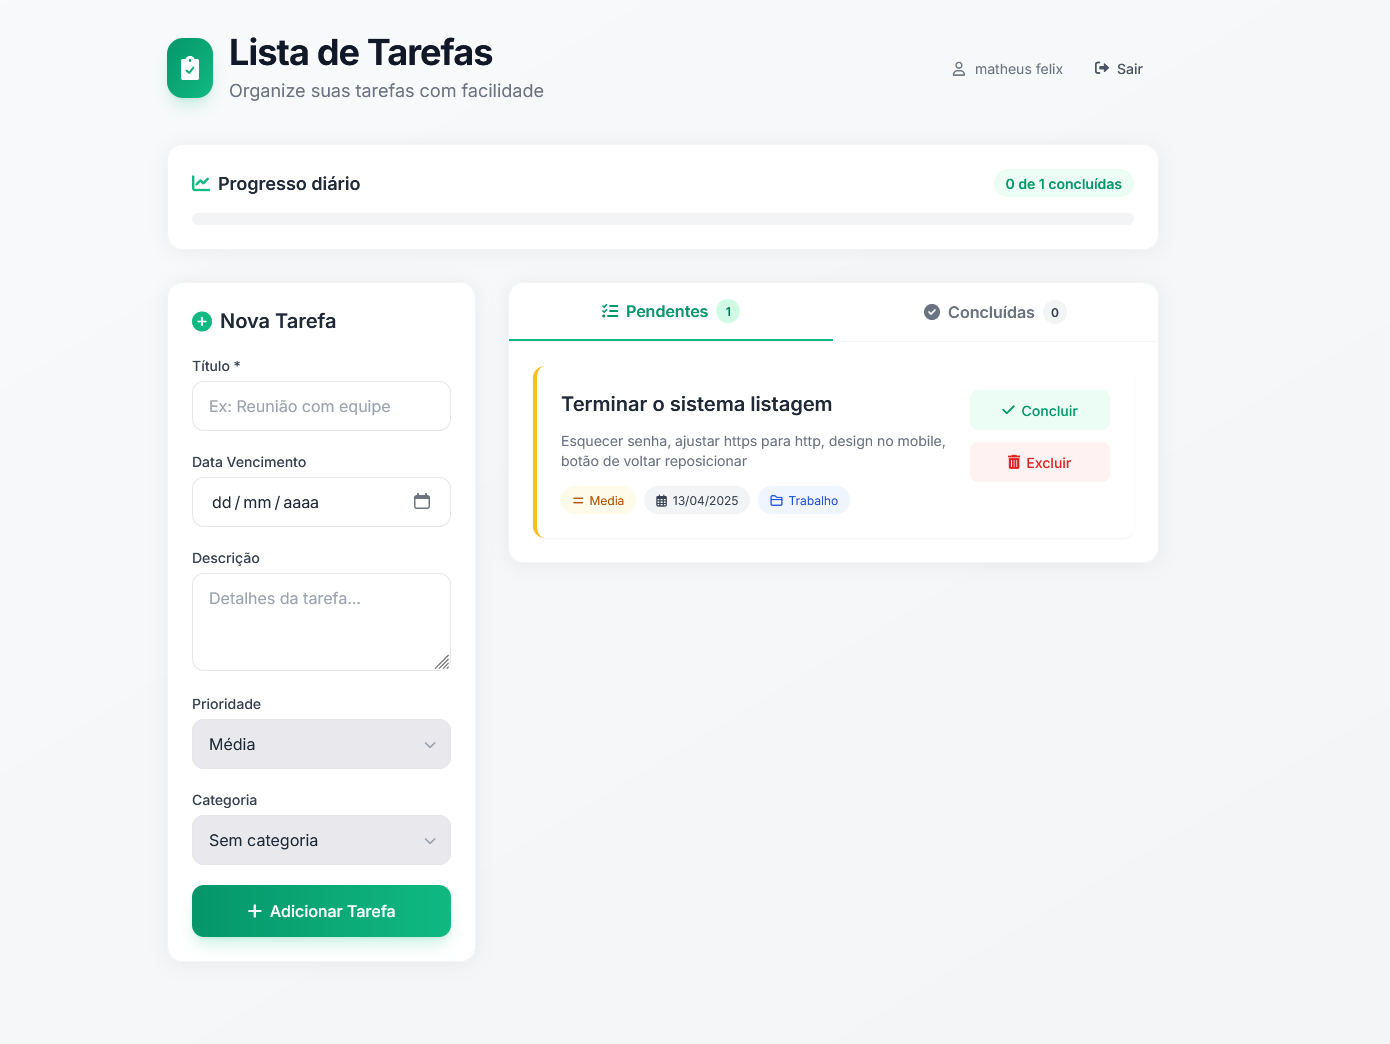 Lista de Tarefas
Organize suas tarefas com facilidade
matheus felix
Sair
Progresso diário
0 de 1 concluídas
Nova Tarefa
Título *
Ex: Reunião com equipe
Data Vencimento
dd/mm/aaaa
Descrição
Detalhes da tarefa...
Prioridade
Média
Categoria
Sem categoria
Adicionar Tarefa
Pendentes 1
Concluídas 0
Terminar o sistema listagem
Esquecer senha, ajustar https para http, design no mobile,
botão de voltar reposicionar
Media
13/04/2025
Trabalho
Concluir
Excluir